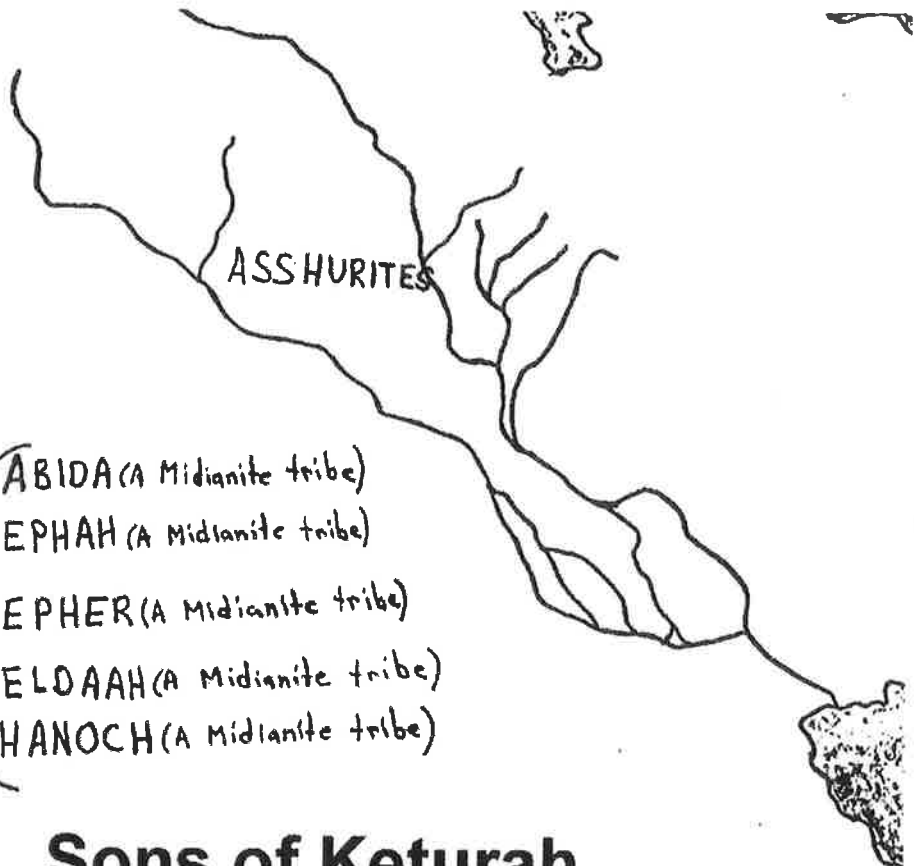 ASSHURITES
ABIDA (A Midianite tribe)
EPHAH (A Midianite tribe)
EPHER (A Midianite tribe)
ELDAAH (A Midianite tribe)
HANOCH (A Midianite tribe)
Sons of Keturah